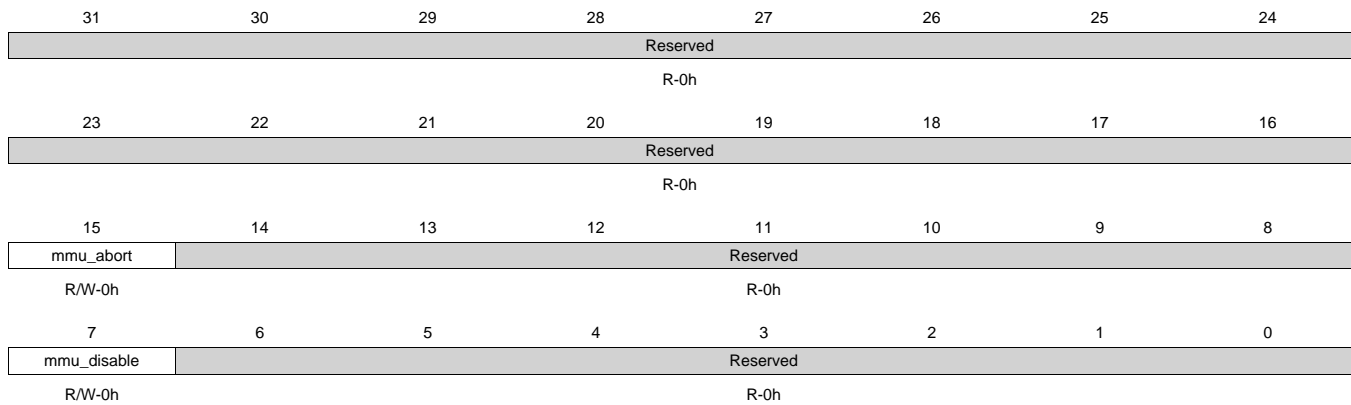 31 30 29 28 27 26 25 24
Reserved
R-0h
23 22 21 20 19 18 17 16
Reserved
R-0h
15 14 13 12 11 10 9 8
mmu_abort Reserved
R/W-0h R-0h
7 6 5 4 3 2 1 0
mmu_disable Reserved
R/W-0h R-0h